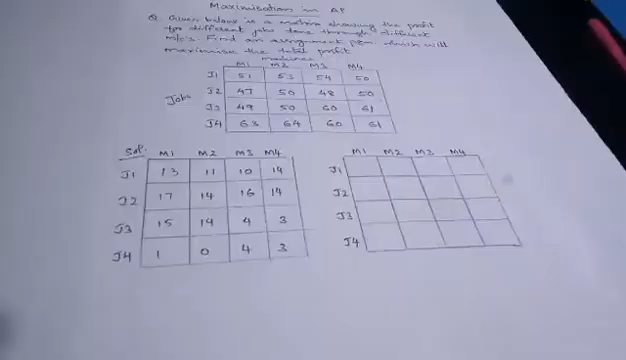 Maximisation in AP
Q. Given below is a matrix showing the profit
for different jobs done through different
m/c's. Find an assignment prm which will
maximise the total profit
machines
M1 M2 M3 M4
J1 51 53 54 50
Jobs J2 47 50 48 50
J3 49 50 60 61
J4 63 64 60 61
Sol.
M1 M2 M3 M4
J1 13 11 10 14
J2 17 14 16 14
J3 15 14 4 3
J4 1 0 4 3
M1 M2 M3 M4
J1
J2
J3
J4